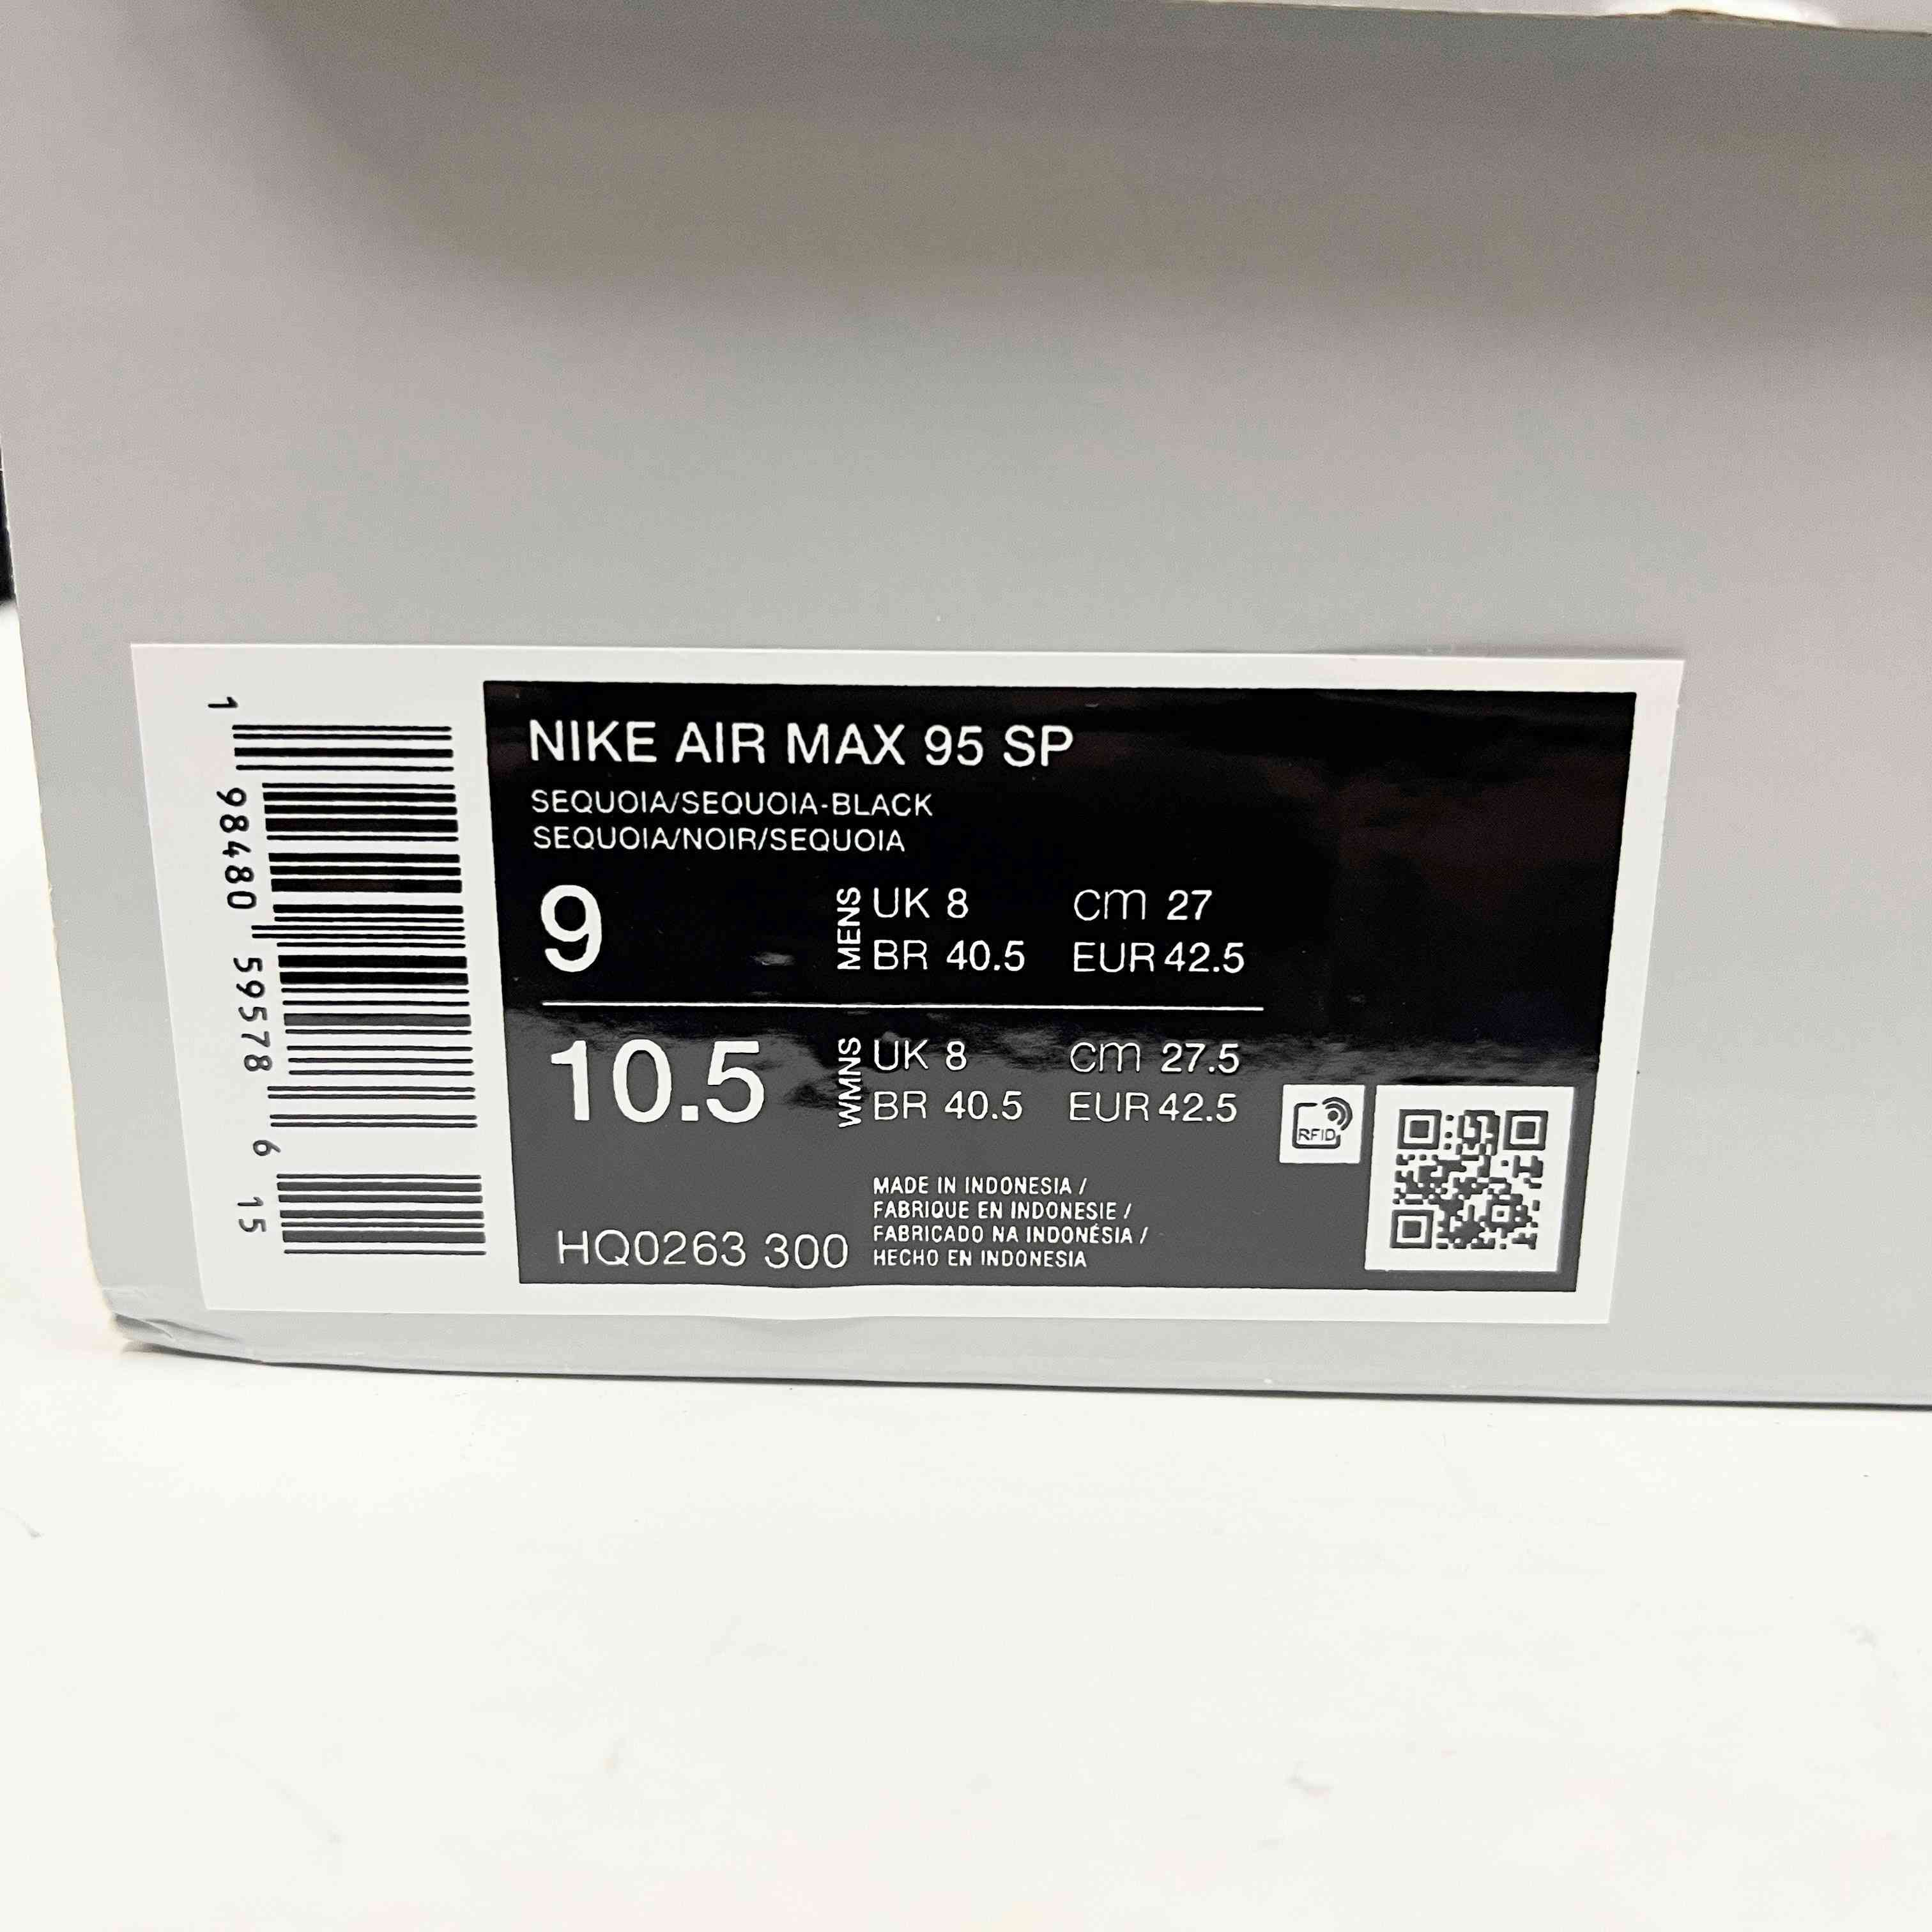 1 98480 59578 6 15
NIKE AIR MAX 95 SP
SEQUOIA/SEQUOIA-BLACK
SEQUOIA/NOIR/SEQUOIA
9 MENS UK 8 cm 27
BR 40.5 EUR 42.5
10.5 WMNS UK 8 cm 27.5
BR 40.5 EUR 42.5
RFID
MADE IN INDONESIA /
FABRIQUE EN INDONESIE /
FABRICADO NA INDONÉSIA /
HECHO EN INDONESIA
HQ0263 300